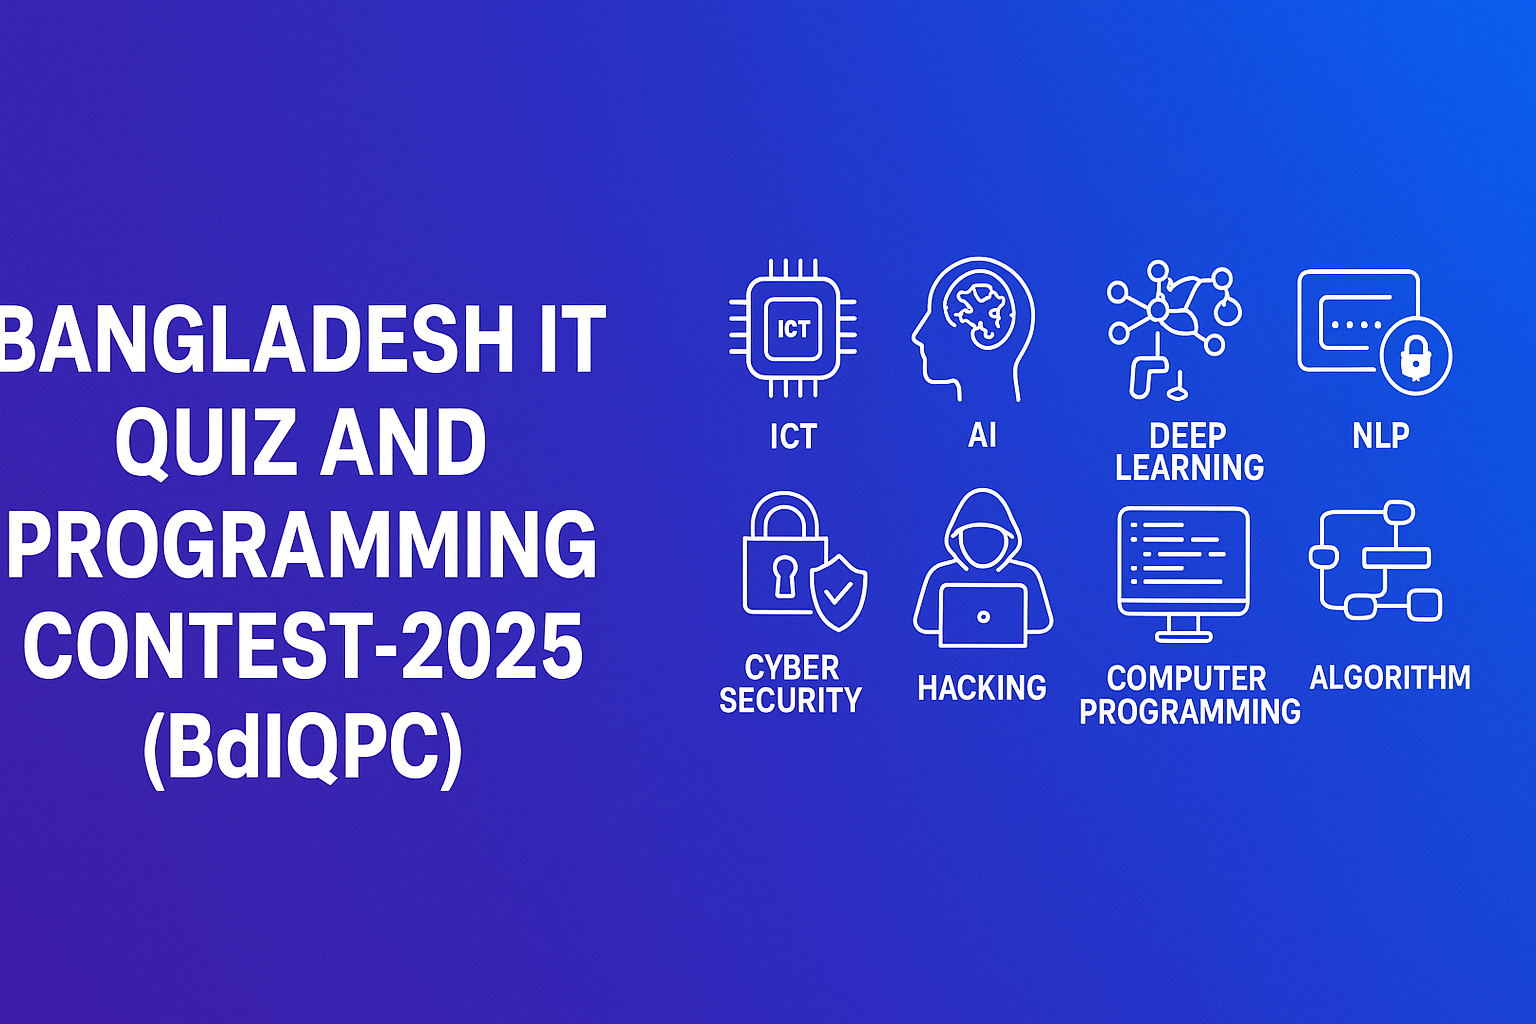 BANGLADESH IT
QUIZ AND
PROGRAMMING
CONTEST-2025
(BdIQPC)
ICT
ICT
AI
DEEP
LEARNING
NLP
CYBER
SECURITY
HACKING
COMPUTER
PROGRAMMING
ALGORITHM